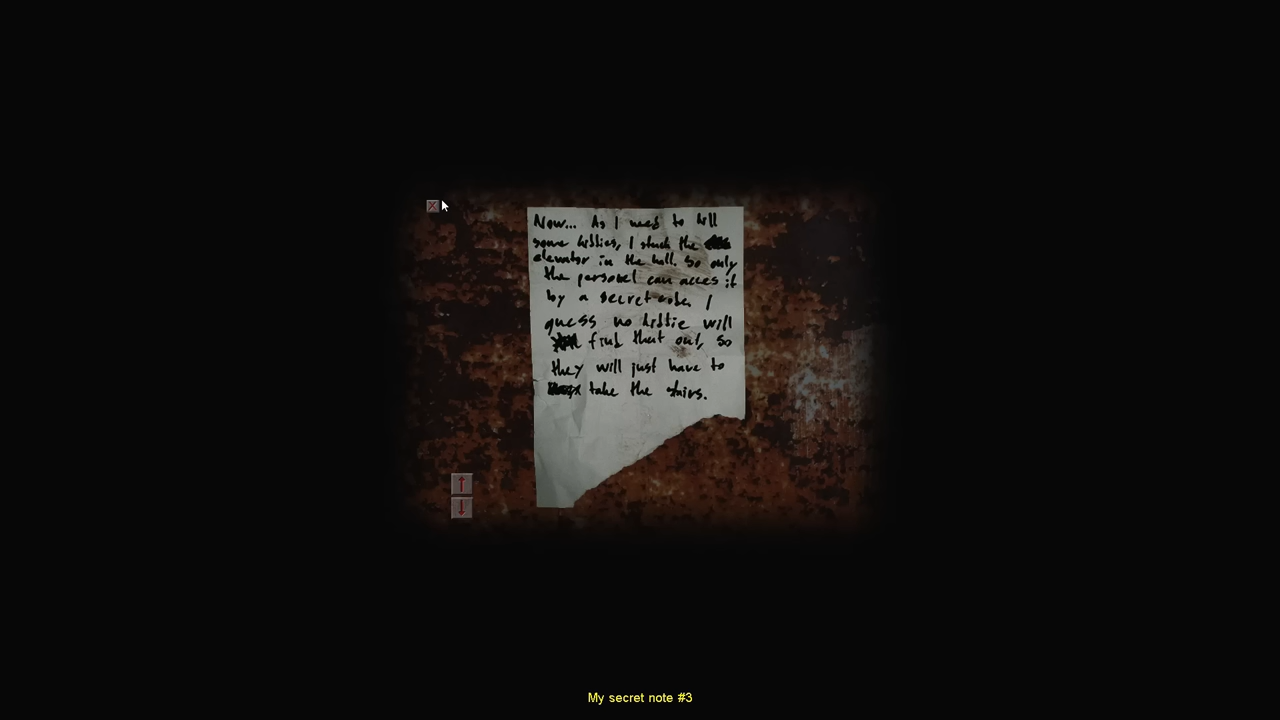 Now... As I need to kill
some kiddies, I stuck the
elevator in the hall. So only
the personel can acces it
by a secret code. I
guess no kiddie will
find that out, so
they will just have to
take the stairs.
My secret note #3